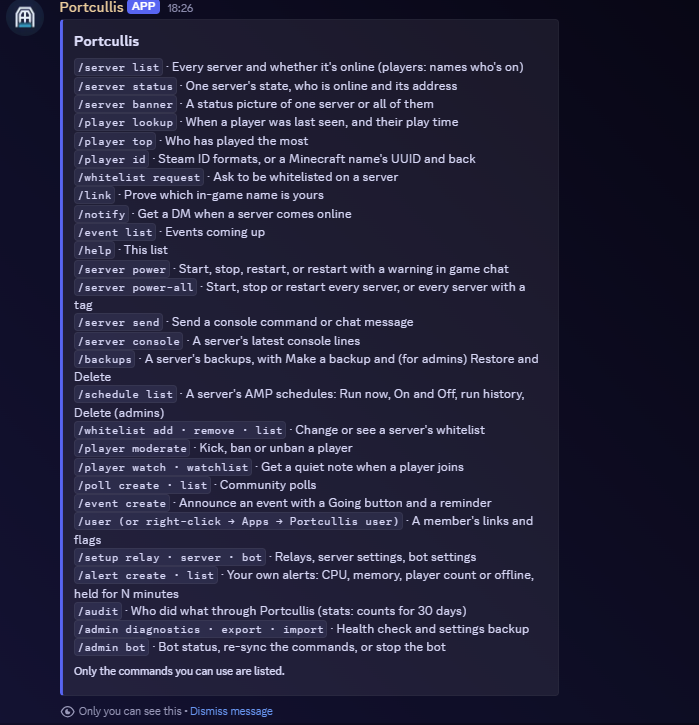 Portcullis APP 18:26
Portcullis
/server list · Every server and whether it's online (players: names who's on)
/server status · One server's state, who is online and its address
/server banner · A status picture of one server or all of them
/player lookup · When a player was last seen, and their play time
/player top · Who has played the most
/player id · Steam ID formats, or a Minecraft name's UUID and back
/whitelist request · Ask to be whitelisted on a server
/link · Prove which in-game name is yours
/notify · Get a DM when a server comes online
/event list · Events coming up
/help · This list
/server power · Start, stop, restart, or restart with a warning in game chat
/server power-all · Start, stop or restart every server, or every server with a
tag
/server send · Send a console command or chat message
/server console · A server's latest console lines
/backups · A server's backups, with Make a backup and (for admins) Restore and
Delete
/schedule list · A server's AMP schedules: Run now, On and Off, run history,
Delete (admins)
/whitelist add · remove · list · Change or see a server's whitelist
/player moderate · Kick, ban or unban a player
/player watch · watchlist · Get a quiet note when a player joins
/poll create · list · Community polls
/event create · Announce an event with a Going button and a reminder
/user (or right-click → Apps → Portcullis user) · A member's links and
flags
/setup relay · server · bot · Relays, server settings, bot settings
/alert create · list · Your own alerts: CPU, memory, player count or offline,
held for N minutes
/audit · Who did what through Portcullis (stats: counts for 30 days)
/admin diagnostics · export · import · Health check and settings backup
/admin bot · Bot status, re-sync the commands, or stop the bot
Only the commands you can use are listed.
Only you can see this • Dismiss message